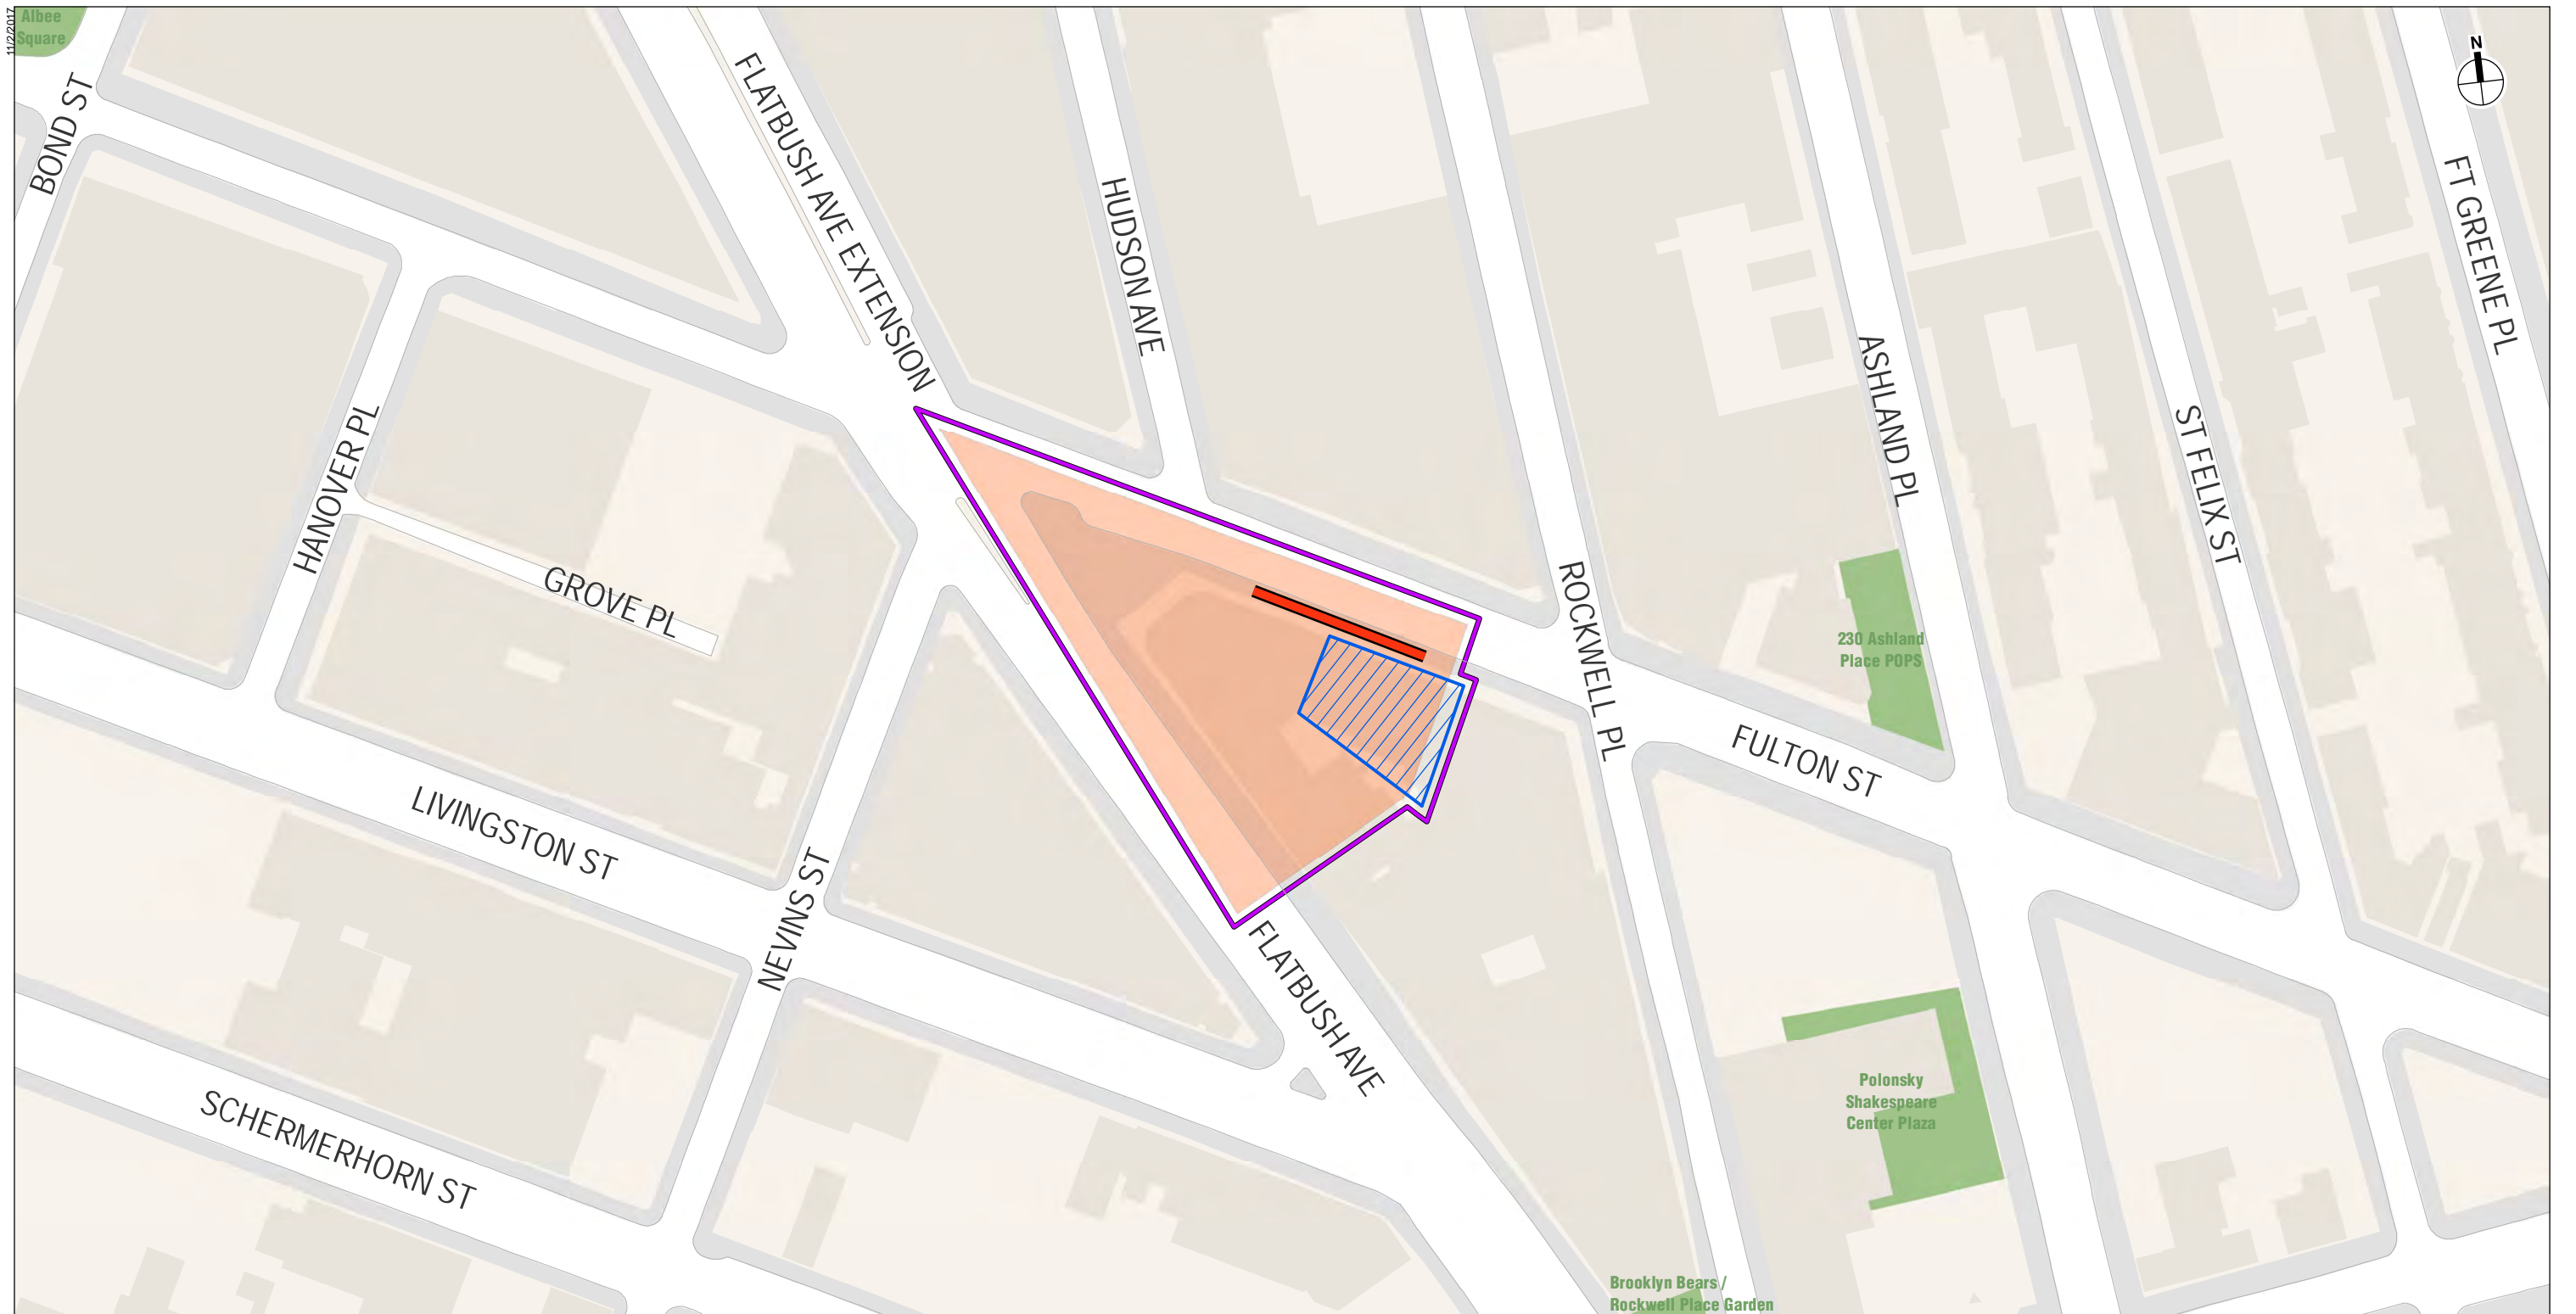 Albee
Square
11/2/2017
N
BOND ST
FLATBUSH AVE EXTENSION
HUDSON AVE
FT GREENE PL
ASHLAND PL
ST FELIX ST
HANOVER PL
GROVE PL
ROCKWELL PL
230 Ashland
Place POPS
FULTON ST
LIVINGSTON ST
NEVINS ST
FLATBUSH AVE
SCHERMERHORN ST
Polonsky
Shakespeare
Center Plaza
Brooklyn Bears /
Rockwell Place Garden